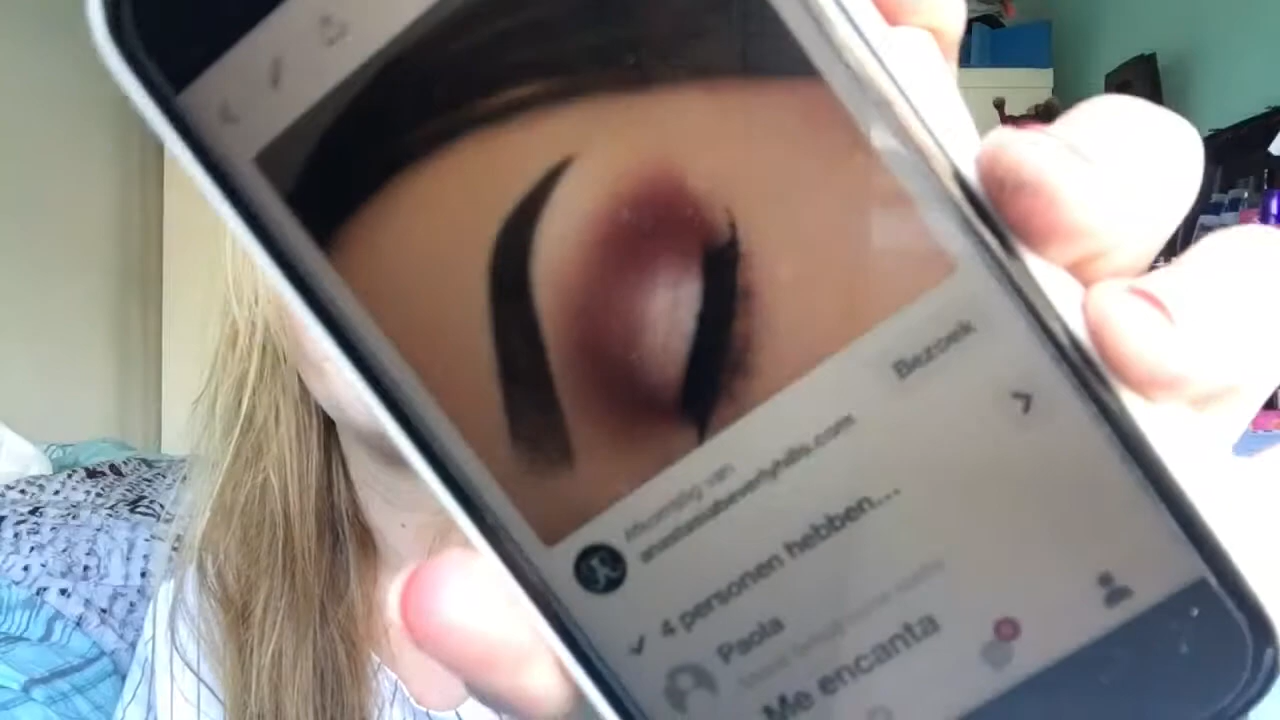 Bezoek
Afkomstig van
anastasiabeverlyhills.com
4 personen hebben...
Paola
Me encanta